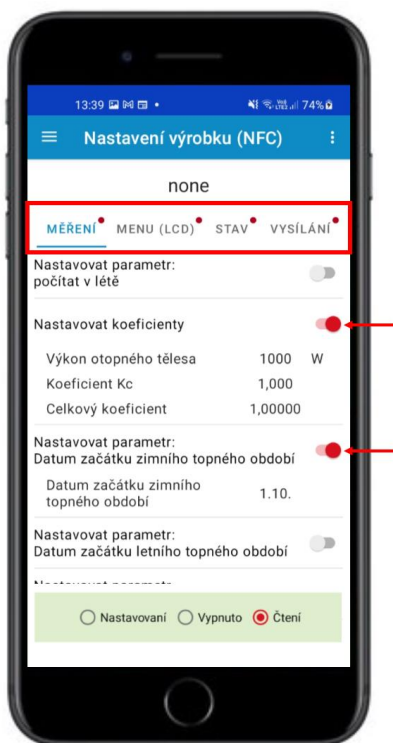 13:39 74%
Nastavení výrobku (NFC)
none
MĚŘENÍ MENU (LCD) STAV VYSÍLÁNÍ
Nastavovat parametr:
počítat v létě
Nastavovat koeficienty
Výkon otopného tělesa 1000 W
Koeficient Kc 1,000
Celkový koeficient 1,00000
Nastavovat parametr:
Datum začátku zimního topného období
Datum začátku zimního
topného období 1.10.
Nastavovat parametr:
Datum začátku letního topného období
Nastavovaní Vypnuto Čtení